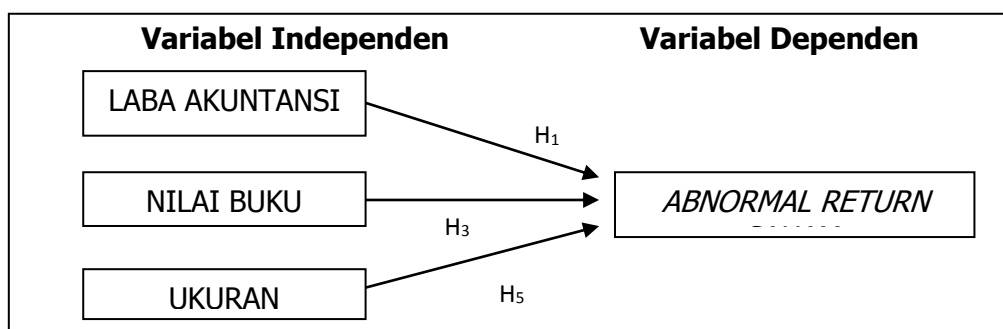 Variabel Independen Variabel Dependen
LABA AKUNTANSI
H1
NILAI BUKU
ABNORMAL RETURN
H3
UKURAN
H5